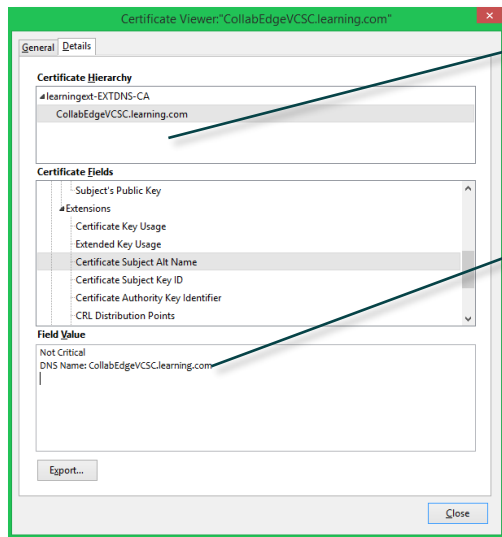 Certificate Viewer:"CollabEdgeVCSC.learning.com"
General Details
Certificate Hierarchy
learningext-EXTDNS-CA
CollabEdgeVCSC.learning.com
Certificate Fields
Subject's Public Key
Extensions
Certificate Key Usage
Extended Key Usage
Certificate Subject Alt Name
Certificate Subject Key ID
Certificate Authority Key Identifier
CRL Distribution Points
Field Value
Not Critical
DNS Name: CollabEdgeVCSC.learning.com
Export...
Close